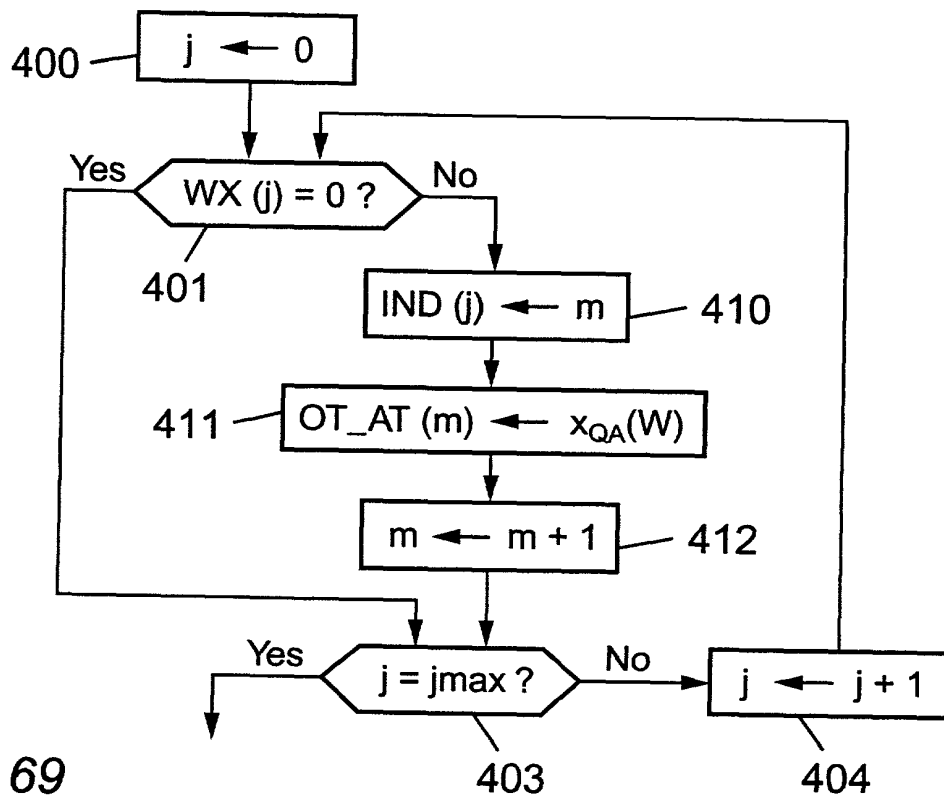 400
j ← 0
Yes
WX (j) = 0 ?
No
401
IND (j) ← m
410
411
OT_AT (m) ← x_QA(W)
m ← m + 1
412
Yes
j = jmax ?
No
j ← j + 1
69
403
404